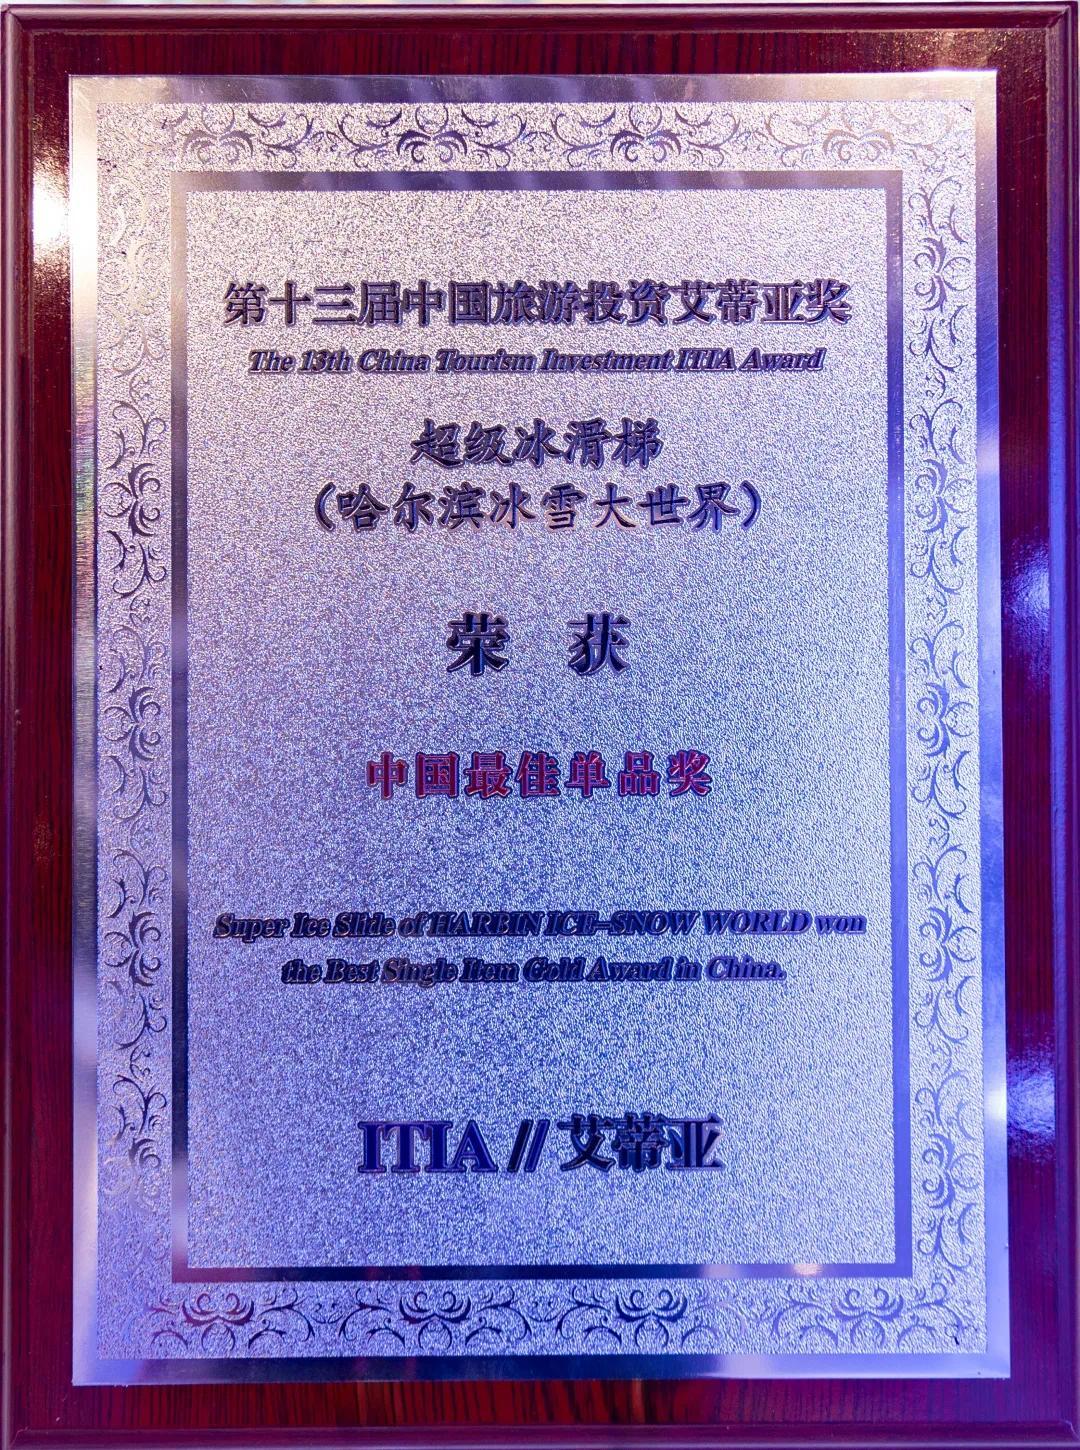 第十三届中国旅游投资艾蒂亚奖
The 13th China Tourism Investment ITIA Award
超级冰滑梯
（哈尔滨冰雪大世界）
荣 获
中国最佳单品奖
Super Ice Slide of HARBIN ICE-SNOW WORLD won
the Best Single Item Gold Award in China.
ITIA // 艾蒂亚